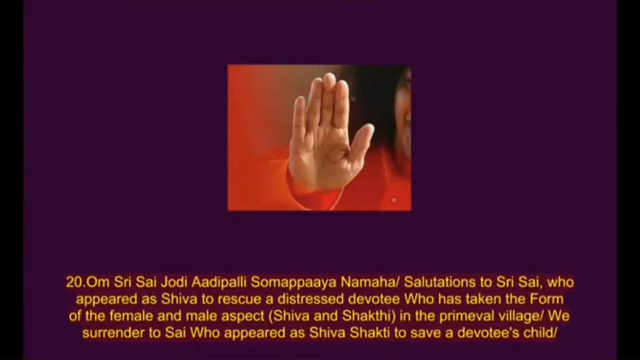 20.Om Sri Sai Jodi Aadipalli Somappaaya Namaha/ Salutations to Sri Sai, who
appeared as Shiva to rescue a distressed devotee Who has taken the Form
of the female and male aspect (Shiva and Shakthi) in the primeval village/ We
surrender to Sai Who appeared as Shiva Shakti to save a devotee's child/